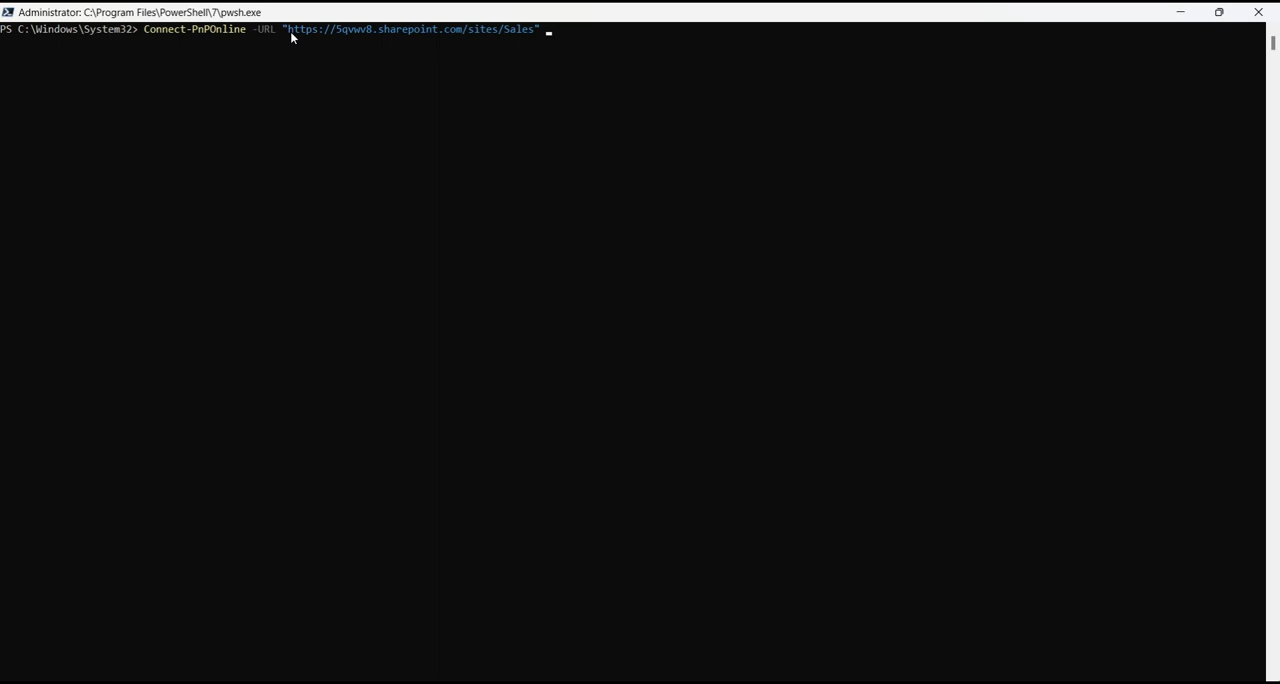 Administrator: C:\Program Files\PowerShell\7\pwsh.exe
PS C:\Windows\System32> Connect-PnPOnline -URL "https://5qvwv8.sharepoint.com/sites/Sales"